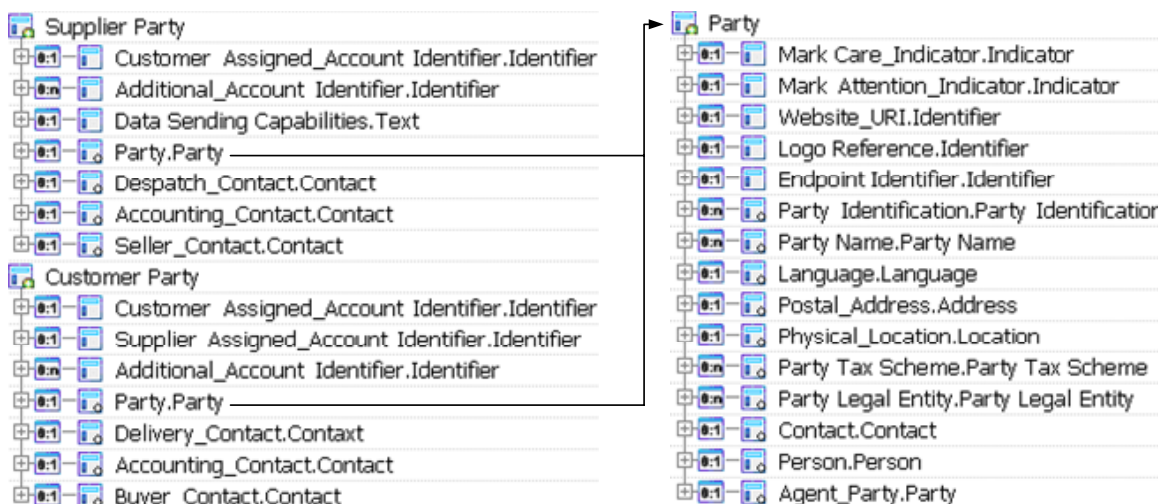 Supplier Party
0:1 Customer Assigned_Account Identifier.Identifier
0:n Additional_Account Identifier.Identifier
0:1 Data Sending Capabilities.Text
0:1 Party.Party
0:1 Despatch_Contact.Contact
0:1 Accounting_Contact.Contact
0:1 Seller_Contact.Contact
Customer Party
0:1 Customer Assigned_Account Identifier.Identifier
0:1 Supplier Assigned_Account Identifier.Identifier
0:n Additional_Account Identifier.Identifier
0:1 Party.Party
0:1 Delivery_Contact.Contaxt
0:1 Accounting_Contact.Contact
0:1 Buyer_Contact.Contact
Party
0:1 Mark Care_Indicator.Indicator
0:1 Mark Attention_Indicator.Indicator
0:1 Website_URI.Identifier
0:1 Logo Reference.Identifier
0:1 Endpoint Identifier.Identifier
0:n Party Identification.Party Identification
0:n Party Name.Party Name
0:1 Language.Language
0:1 Postal_Address.Address
0:1 Physical_Location.Location
0:n Party Tax Scheme.Party Tax Scheme
0:n Party Legal Entity.Party Legal Entity
0:1 Contact.Contact
0:1 Person.Person
0:1 Agent_Party.Party